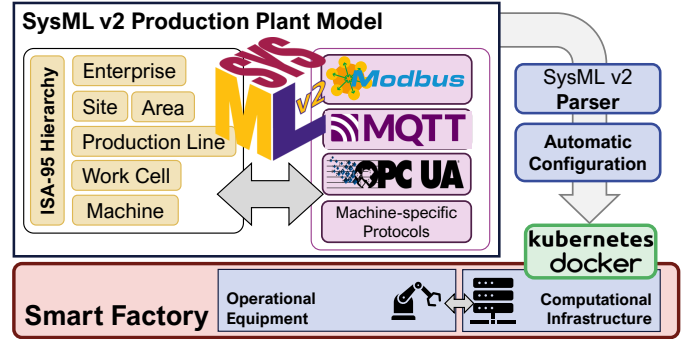 SysML v2 Production Plant Model
ISA-95 Hierarchy
Enterprise
Site
Area
Production Line
Work Cell
Machine
SYS
ML
v2
Modbus
MQTT
OPC UA
Machine-specific
Protocols
SysML v2
Parser
Automatic
Configuration
kubernetes
docker
Smart Factory
Operational
Equipment
Computational
Infrastructure